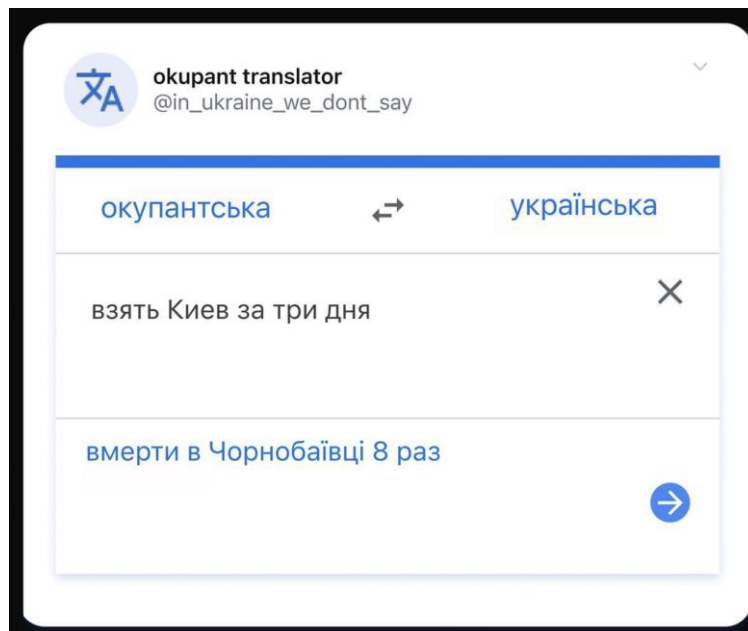 okupant translator
@in_ukraine_we_dont_say
окупантська
українська
взять Киев за три дня
вмерти в Чорнобаївці 8 раз